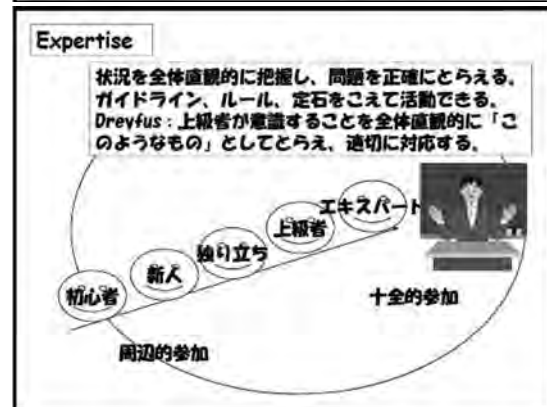 Expertise
状況を全体直観的に把握し、問題を正確にとらえる。
ガイドライン、ルール、定石をこえて活動できる。
Dreyfus：上級者が意識することを全体直観的に「こ
のようなもの」としてとらえ、適切に対応する。
エキスパート
上級者
独り立ち
新人
初心者
十全的参加
周辺的参加